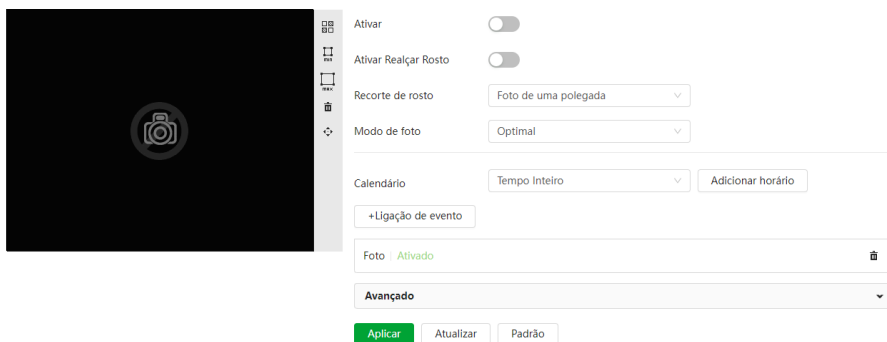 Ativar
min
Ativar Realçar Rosto
max
Recorte de rosto Foto de uma polegada
Modo de foto Optimal
Calendário Tempo Inteiro Adicionar horário
+Ligação de evento
Foto Ativado
Avançado
Aplicar Atualizar Padrão